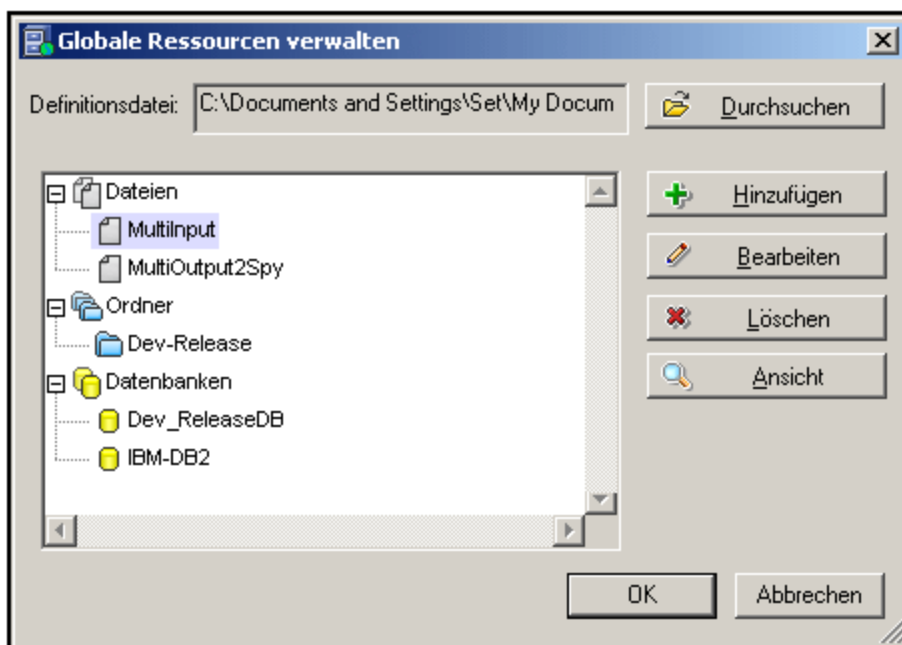 Globale Ressourcen verwalten
Definitionsdatei: C:\Documents and Settings\Set\My Docum Durchsuchen
Dateien
Hinzufügen
MultiInput
Bearbeiten
MultiOutput2Spy
Ordner
Löschen
Dev-Release
Ansicht
Datenbanken
Dev_ReleaseDB
IBM-DB2
OK Abbrechen